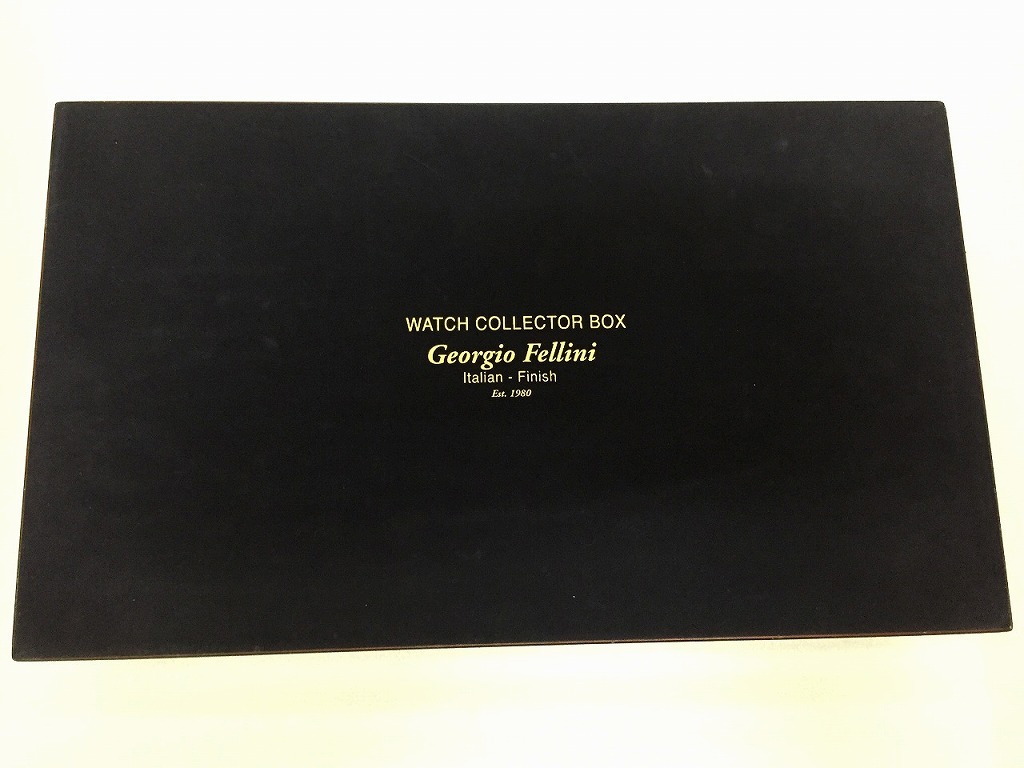 WATCH COLLECTOR BOX
Georgio Fellini
Italian - Finish
Est. 1980